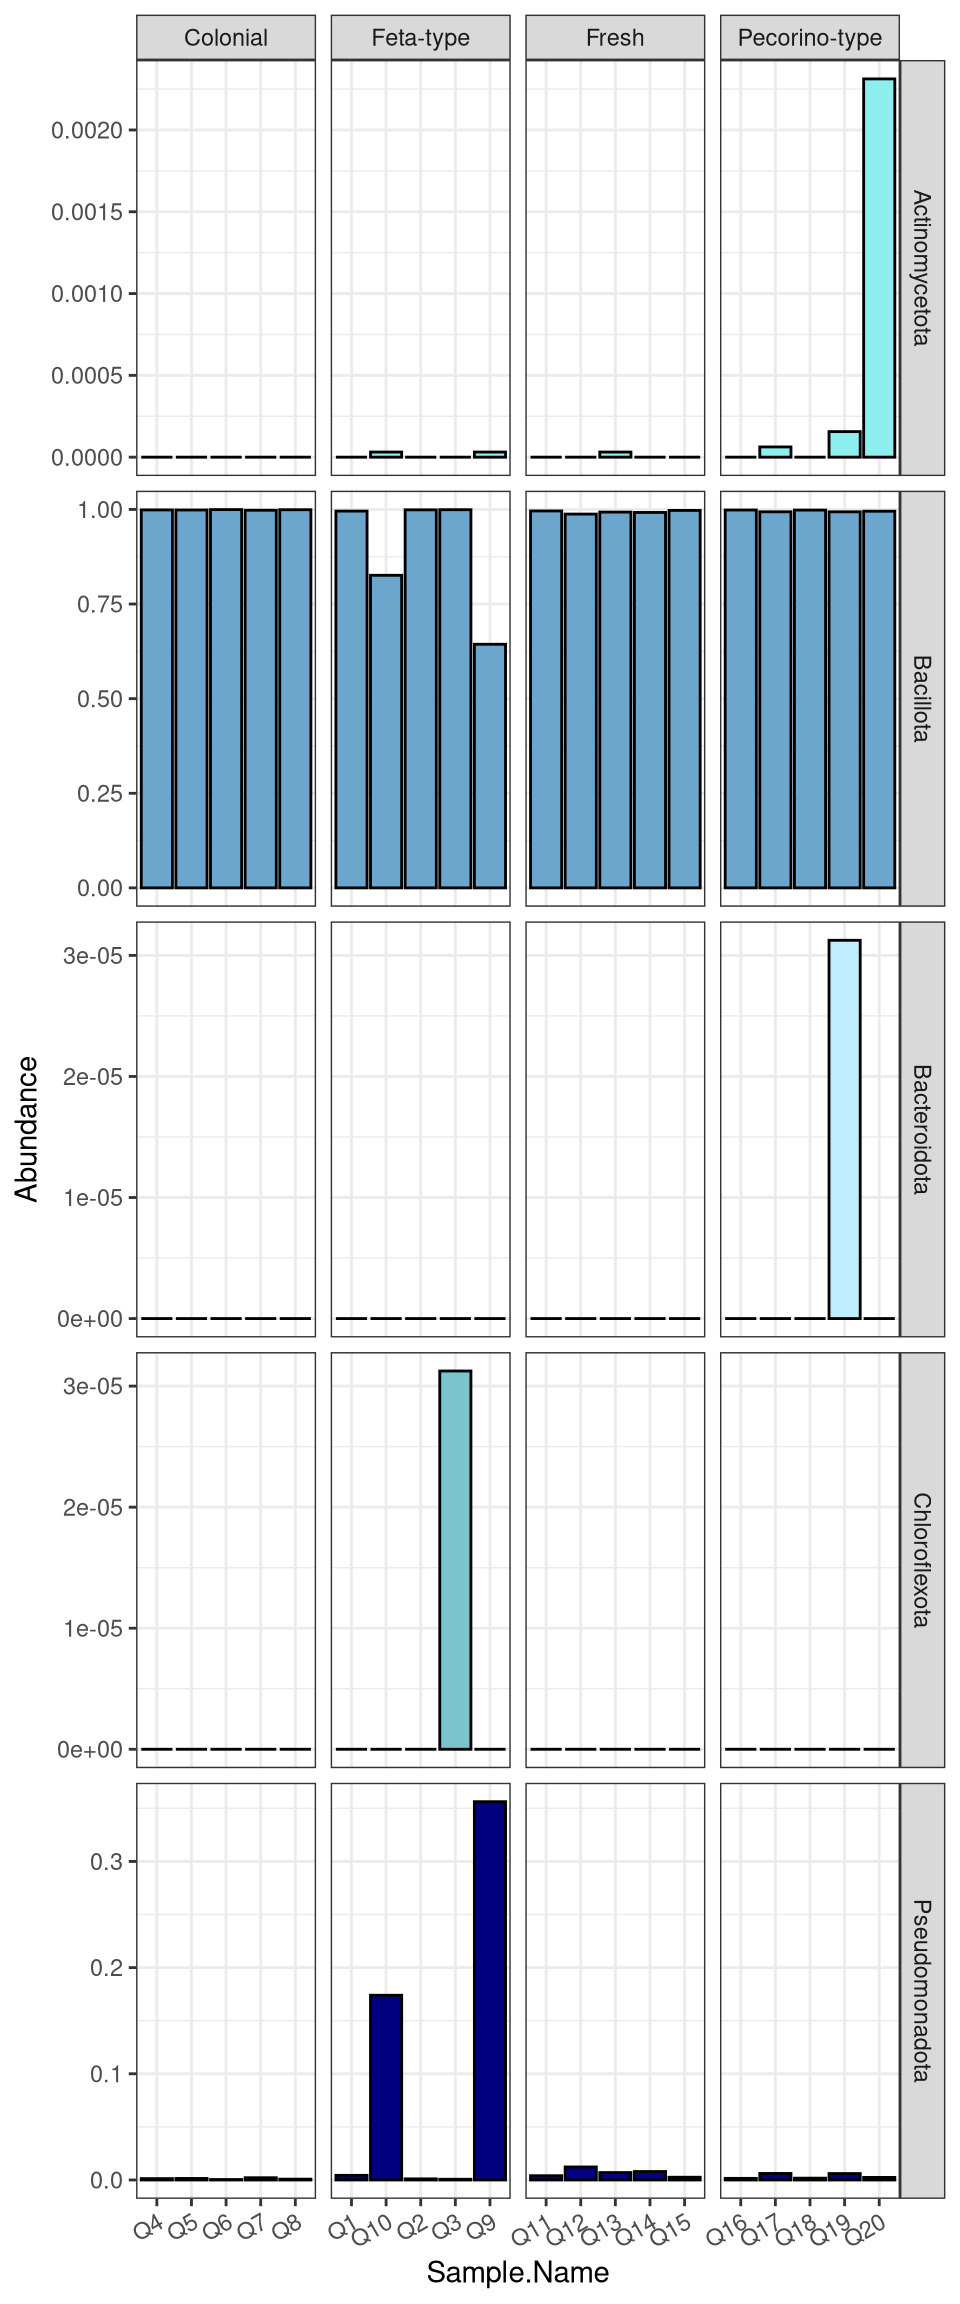 Colonial Feta-type Fresh Pecorino-type
0.0020
0.0015
0.0010
0.0005
0.0000
Actinomycetota
1.00
0.75
0.50
0.25
0.00
Bacillota
3e-05
2e-05
1e-05
0e+00
Bacteroidota
3e-05
2e-05
1e-05
0e+00
Chloroflexota
0.3
0.2
0.1
0.0
Pseudomonadota
Abundance
Q4 Q5 Q6 Q7 Q8 Q1 Q10 Q2 Q3 Q9 Q11 Q12 Q13 Q14 Q15 Q16 Q17 Q18 Q19 Q20
Sample.Name